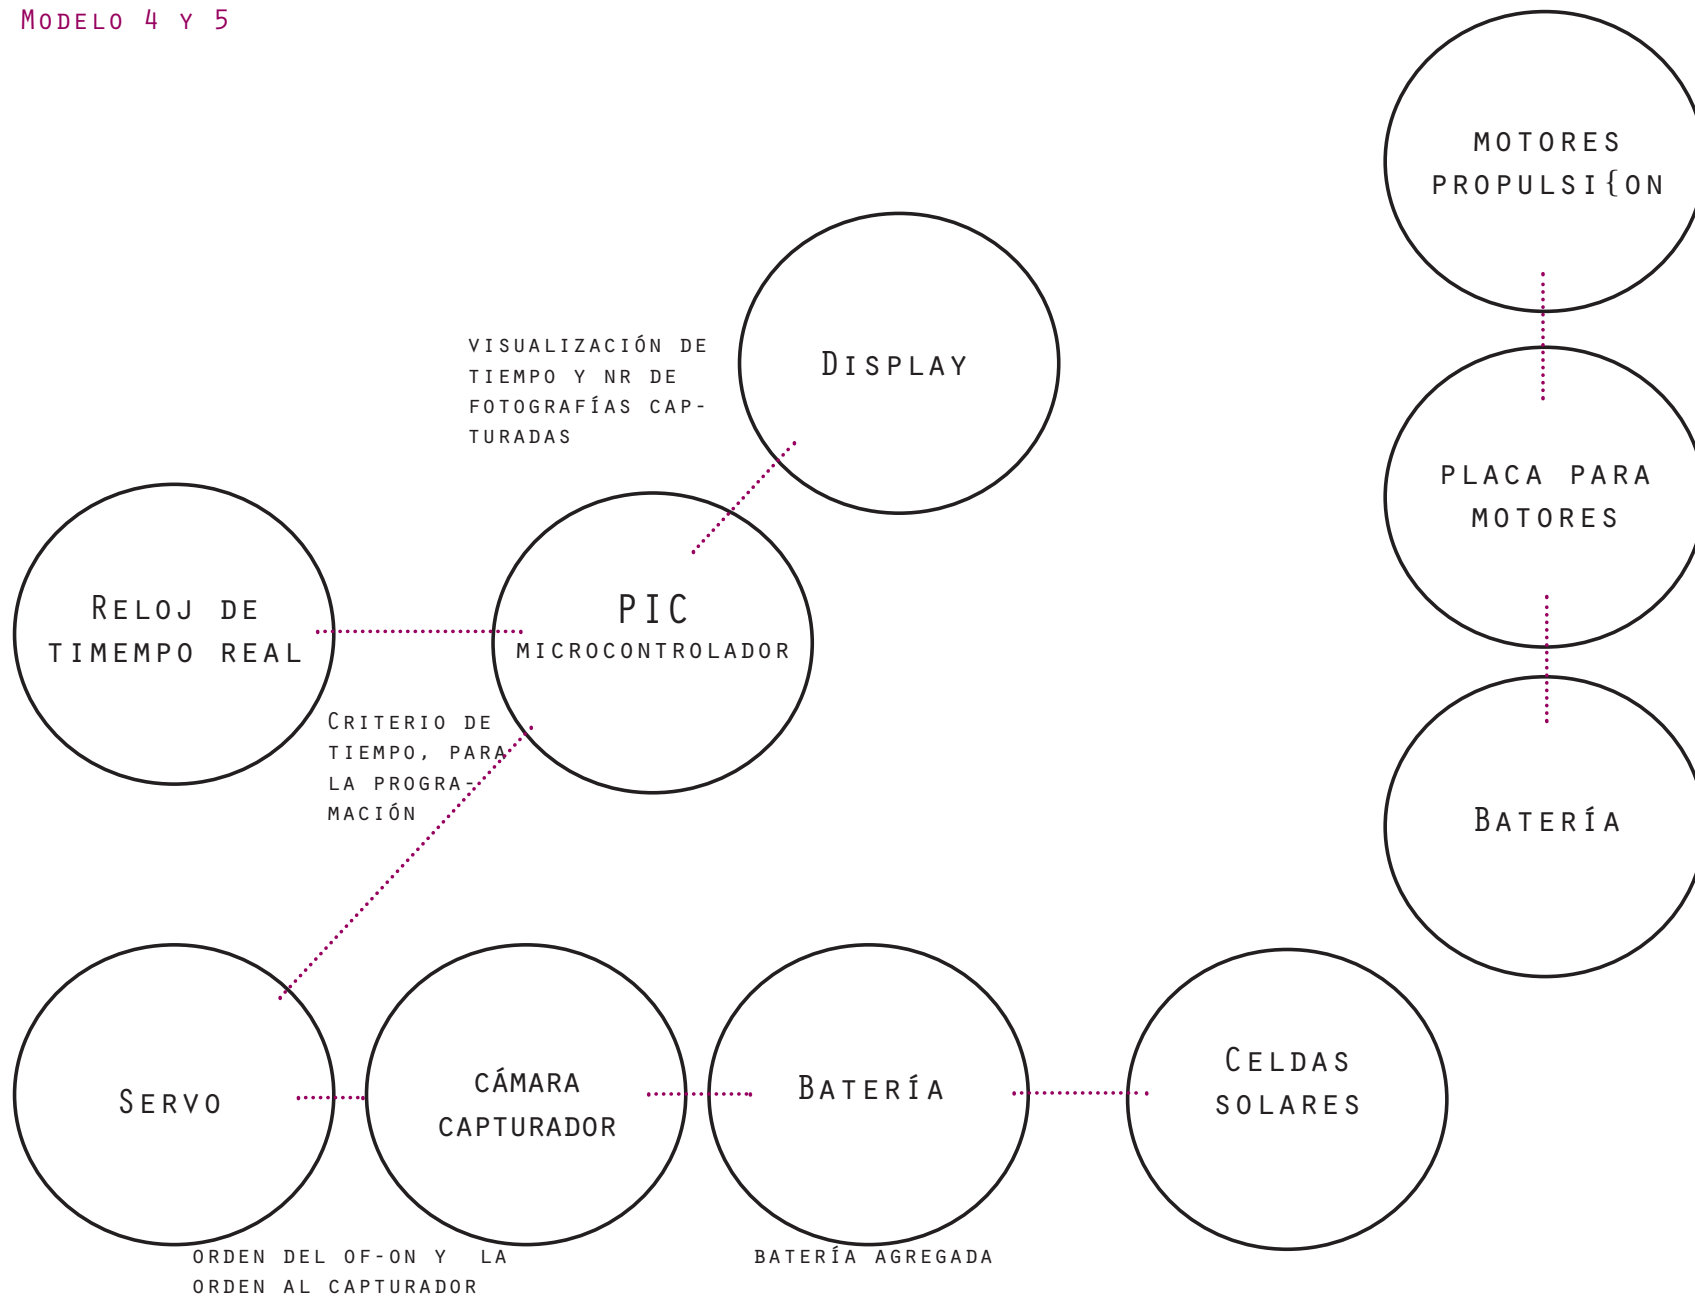 Modelo 4 y 5
motores
propulsi{on
visualización de
tiempo y nr de
fotografías cap-
turadas
Display
placa para
motores
Reloj de
timempo real
PIC
microcontrolador
Criterio de
tiempo, para
la progra-
mación
Batería
Servo
cámara
capturador
Batería
Celdas
solares
orden del of-on y la
orden al capturador
batería agregada